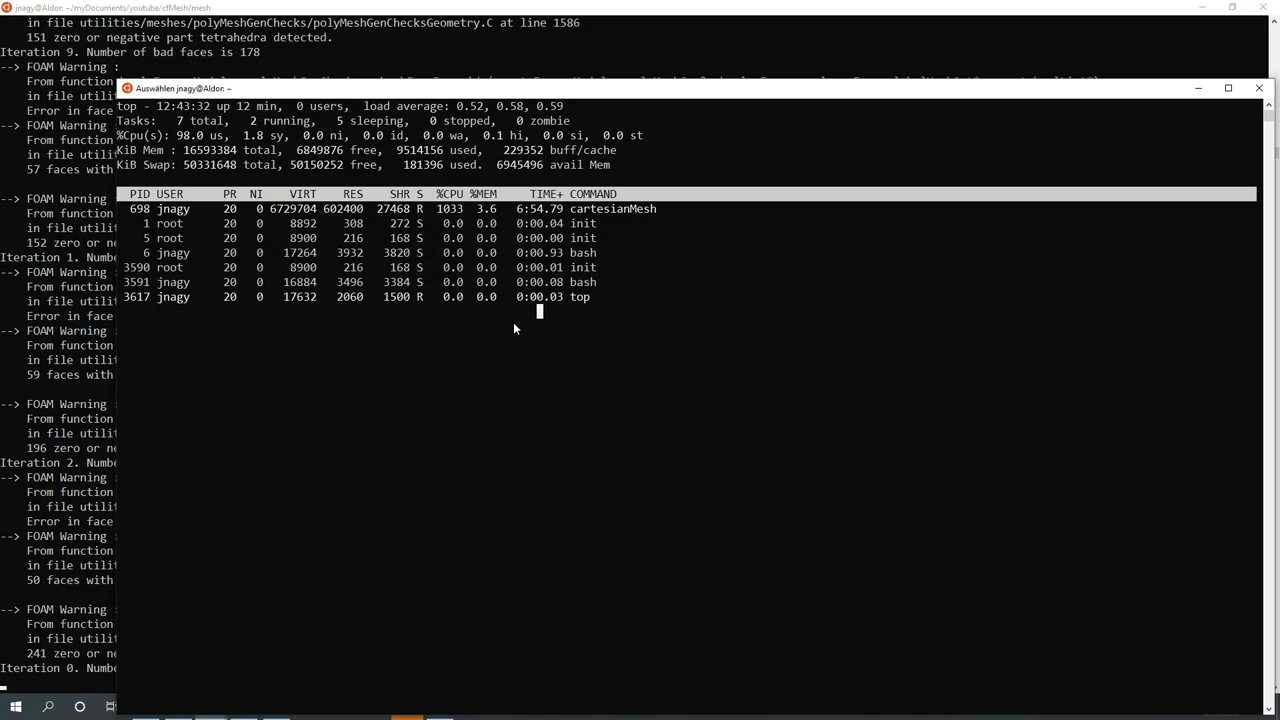 jnagy@Aldor: ~/myDocuments/youtube/cfMesh/mesh
in file utilities/meshes/polyMeshGenChecks/polyMeshGenChecksGeometry.C at line 1586
151 zero or negative part tetrahedra detected.
Iteration 9. Number of bad faces is 178
--> FOAM Warning :
From function
in file utilit
Error in face
--> FOAM Warning :
From function
in file utilit
57 faces with
--> FOAM Warning :
From function
in file utilit
152 zero or ne
Iteration 1. Numbe
--> FOAM Warning :
From function
in file utilit
Error in face
--> FOAM Warning :
From function
in file utilit
59 faces with
--> FOAM Warning :
From function
in file utilit
196 zero or ne
Iteration 2. Numbe
--> FOAM Warning :
From function
in file utilit
Error in face
--> FOAM Warning :
From function
in file utilit
50 faces with
--> FOAM Warning :
From function
in file utilit
241 zero or ne
Iteration 0. Numbe
Auswählen jnagy@Aldor: ~
top - 12:43:32 up 12 min, 0 users, load average: 0.52, 0.58, 0.59
Tasks: 7 total, 2 running, 5 sleeping, 0 stopped, 0 zombie
%Cpu(s): 98.0 us, 1.8 sy, 0.0 ni, 0.0 id, 0.0 wa, 0.1 hi, 0.0 si, 0.0 st
KiB Mem : 16593384 total, 6849876 free, 9514156 used, 229352 buff/cache
KiB Swap: 50331648 total, 50150252 free, 181396 used. 6945496 avail Mem
PID USER PR NI VIRT RES SHR S %CPU %MEM TIME+ COMMAND
698 jnagy 20 0 6729704 602400 27468 R 1033 3.6 6:54.79 cartesianMesh
1 root 20 0 8892 308 272 S 0.0 0.0 0:00.04 init
5 root 20 0 8900 216 168 S 0.0 0.0 0:00.00 init
6 jnagy 20 0 17264 3932 3820 S 0.0 0.0 0:00.93 bash
3590 root 20 0 8900 216 168 S 0.0 0.0 0:00.01 init
3591 jnagy 20 0 16884 3496 3384 S 0.0 0.0 0:00.08 bash
3617 jnagy 20 0 17632 2060 1500 R 0.0 0.0 0:00.03 top